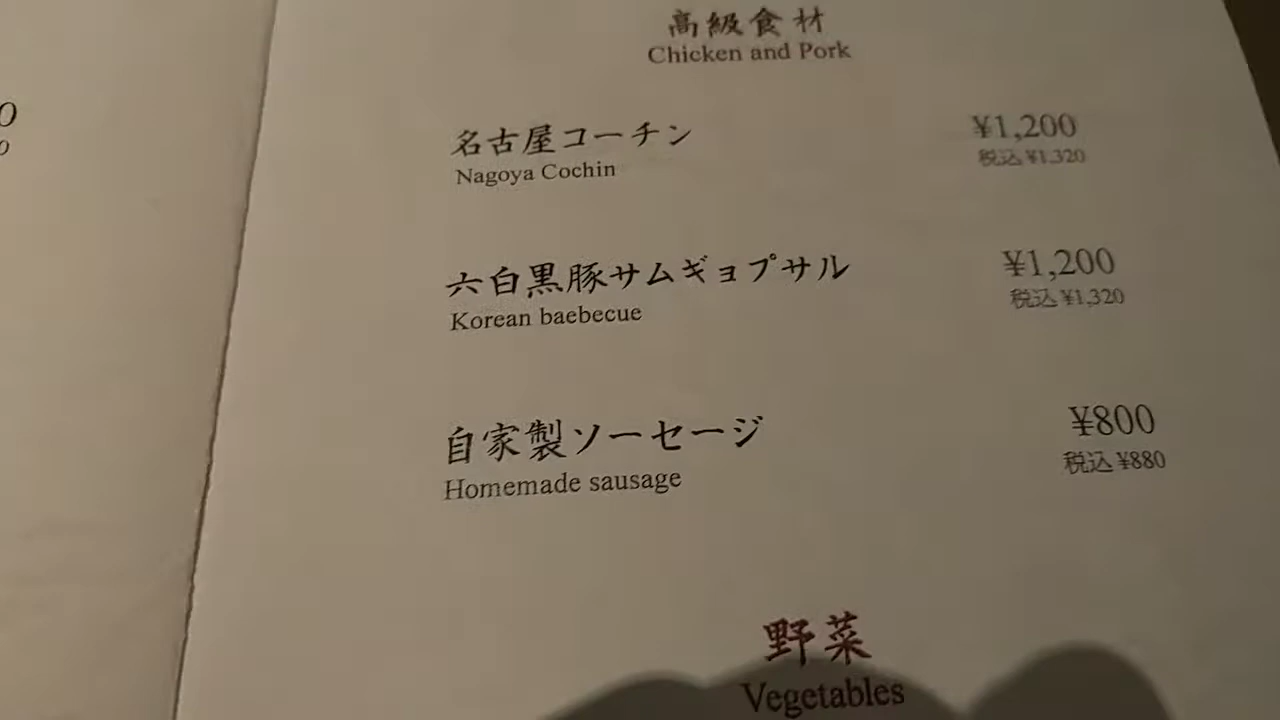 高級食材
Chicken and Pork
名古屋コーチン ¥1,200
Nagoya Cochin 税込 ¥1,320
六白黒豚サムギョプサル ¥1,200
Korean baebecue 税込 ¥1,320
自家製ソーセージ ¥800
Homemade sausage 税込 ¥880
野菜
Vegetables